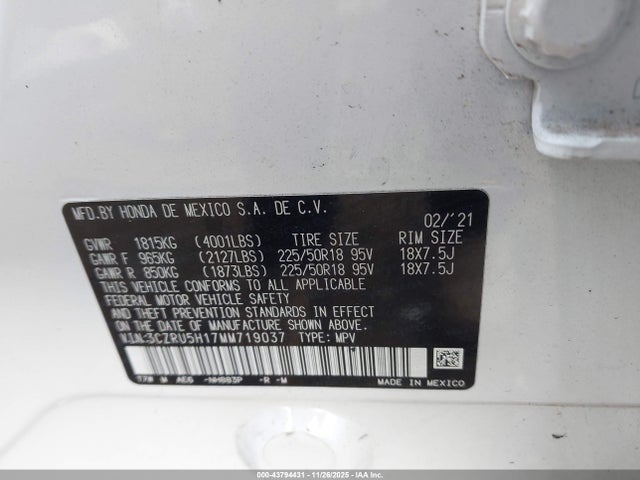 MFD.BY HONDA DE MEXICO S.A. DE C.V. 02/'21
GVWR 1815KG (4001LBS) TIRE SIZE RIM SIZE
GAWR F 965KG (2127LBS) 225/50R18 95V 18X7.5J
GAWR R 850KG (1873LBS) 225/50R18 95V 18X7.5J
THIS VEHICLE CONFORMS TO ALL APPLICABLE
FEDERAL MOTOR VEHICLE SAFETY
AND THEFT PREVENTION STANDARDS IN EFFECT
ON THE DATE OF MANUFACTURE SHOWN ABOVE.
V.I.N.:3CZRU5H17MM719037 TYPE: MPV
T7W M AEG -NH883P -R -M MADE IN MEXICO
000-43794431 - 11/26/2025 - IAA Inc.